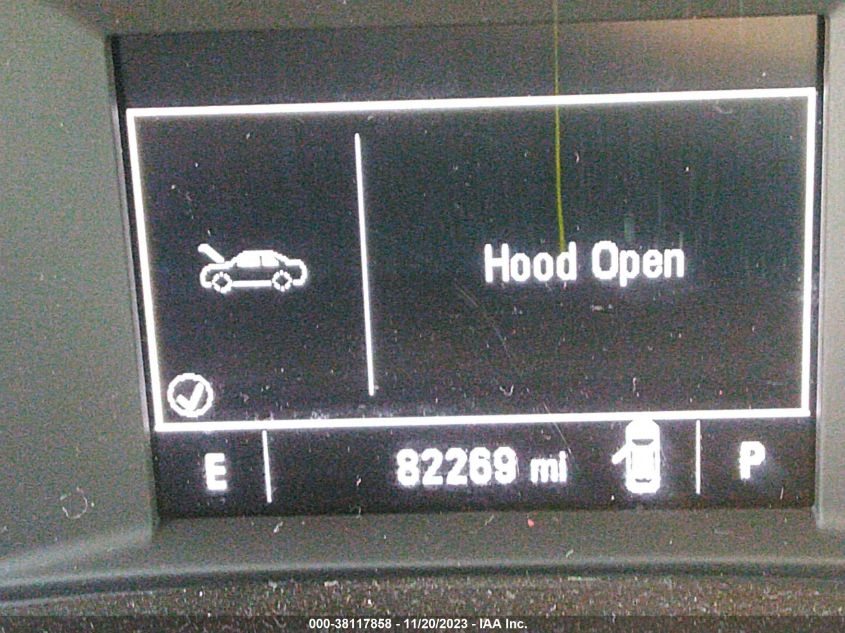 Hood Open
E 82269 mi P
000-38117858 - 11/20/2023 - IAA Inc.